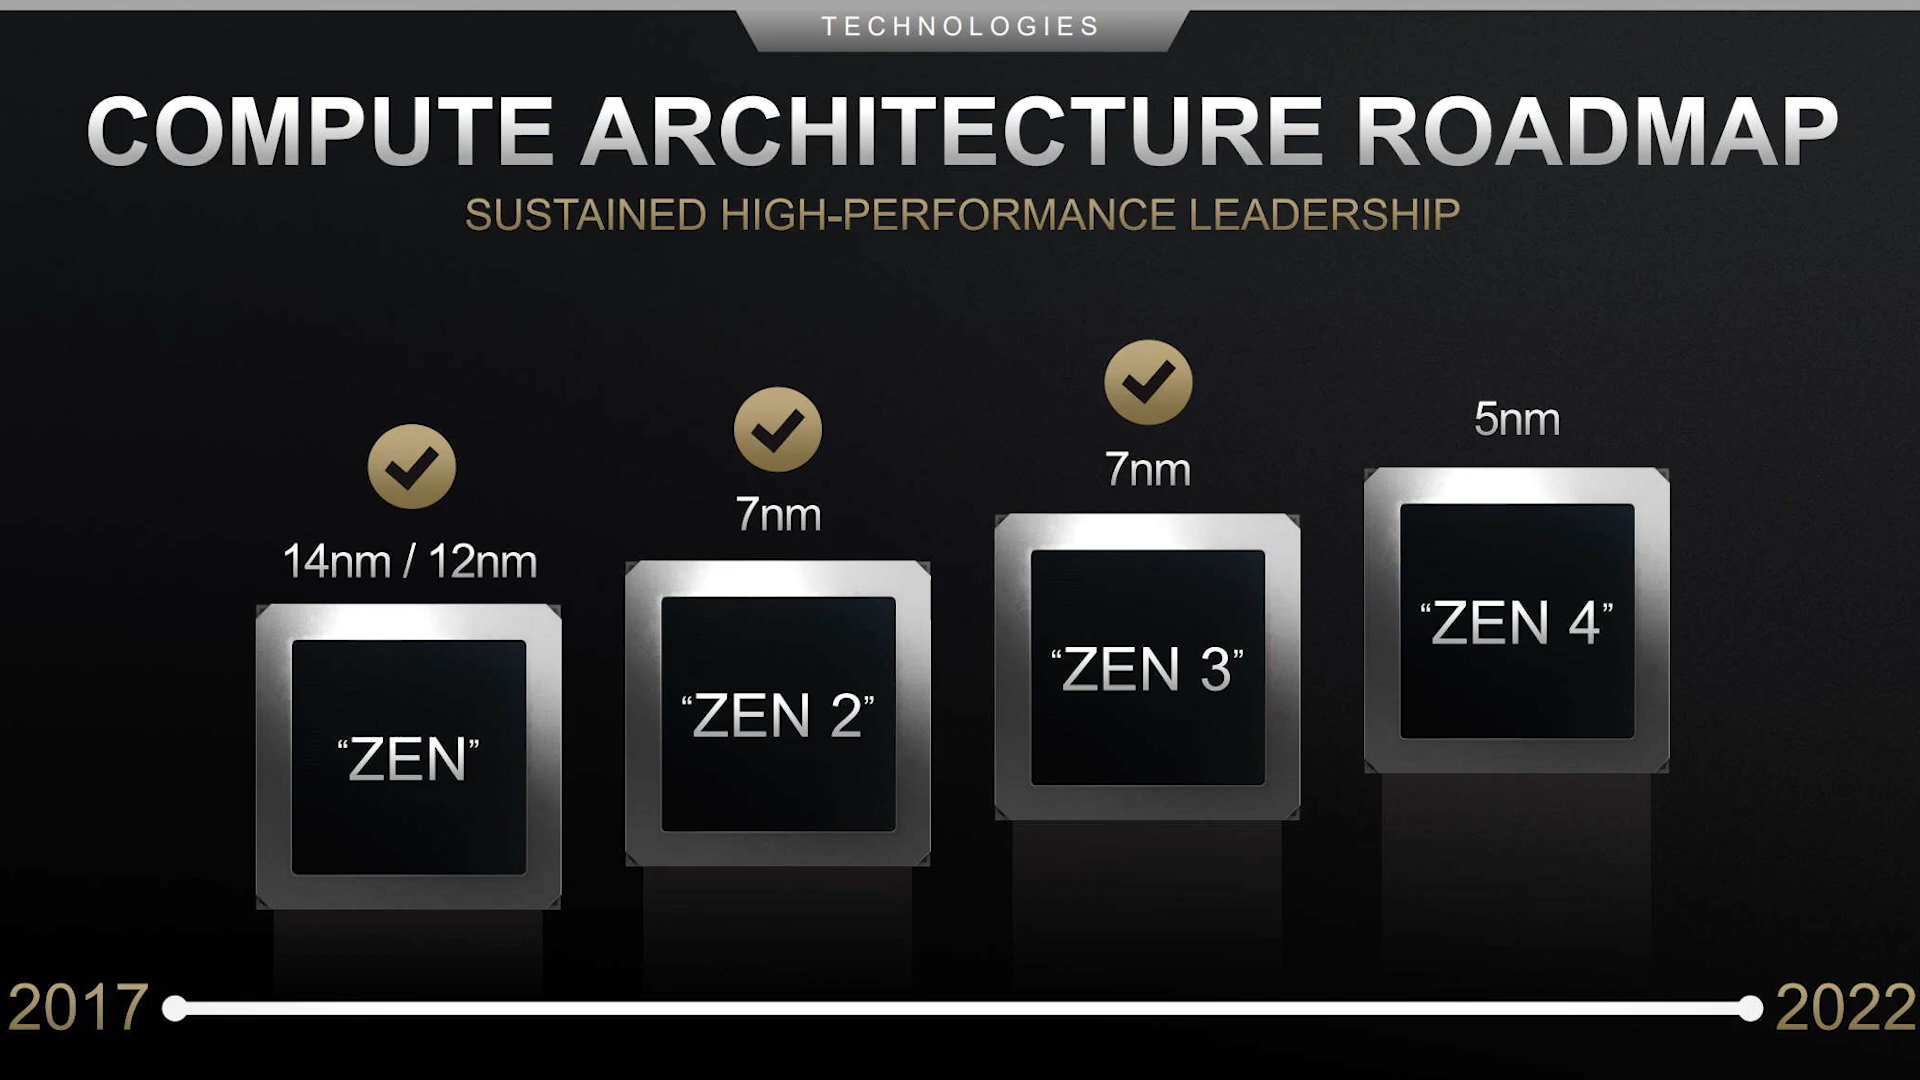 TECHNOLOGIES
COMPUTE ARCHITECTURE ROADMAP
SUSTAINED HIGH-PERFORMANCE LEADERSHIP
14nm / 12nm
“ZEN”
7nm
“ZEN 2”
7nm
“ZEN 3”
5nm
“ZEN 4”
2017
2022